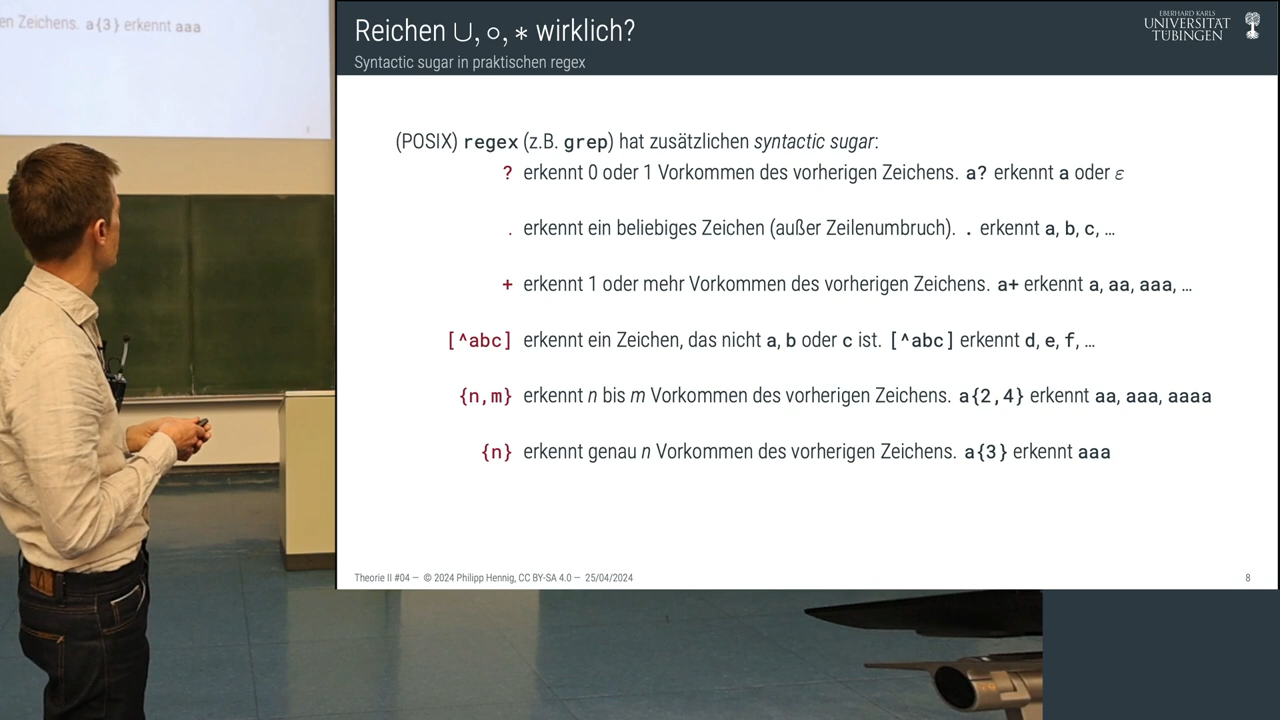 en Zeichens. a{3} erkennt aaa
Reichen ∪, ∘, ∗ wirklich?
Syntactic sugar in praktischen regex
EBERHARD KARLS
UNIVERSITÄT
TÜBINGEN
(POSIX) regex (z.B. grep) hat zusätzlichen syntactic sugar:
? erkennt 0 oder 1 Vorkommen des vorherigen Zeichens. a? erkennt a oder ε
. erkennt ein beliebiges Zeichen (außer Zeilenumbruch). . erkennt a, b, c, …
+ erkennt 1 oder mehr Vorkommen des vorherigen Zeichens. a+ erkennt a, aa, aaa, …
[^abc] erkennt ein Zeichen, das nicht a, b oder c ist. [^abc] erkennt d, e, f, …
{n,m} erkennt n bis m Vorkommen des vorherigen Zeichens. a{2,4} erkennt aa, aaa, aaaa
{n} erkennt genau n Vorkommen des vorherigen Zeichens. a{3} erkennt aaa
Theorie II #04 — © 2024 Philipp Hennig, CC BY-SA 4.0 — 25/04/2024
8